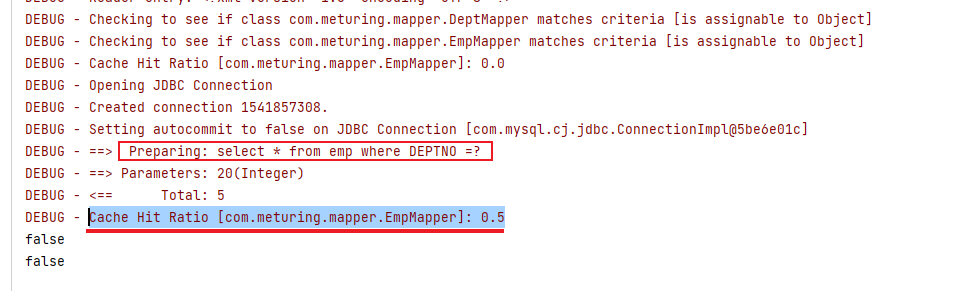 DEBUG - Checking to see if class com.meturing.mapper.DeptMapper matches criteria [is assignable to Object]
DEBUG - Checking to see if class com.meturing.mapper.EmpMapper matches criteria [is assignable to Object]
DEBUG - Cache Hit Ratio [com.meturing.mapper.EmpMapper]: 0.0
DEBUG - Opening JDBC Connection
DEBUG - Created connection 1541857308.
DEBUG - Setting autocommit to false on JDBC Connection [com.mysql.cj.jdbc.ConnectionImpl@5be6e01c]
DEBUG - ==>  Preparing: select * from emp where DEPTNO =?
DEBUG - ==> Parameters: 20(Integer)
DEBUG - <==      Total: 5
DEBUG - Cache Hit Ratio [com.meturing.mapper.EmpMapper]: 0.5
false
false